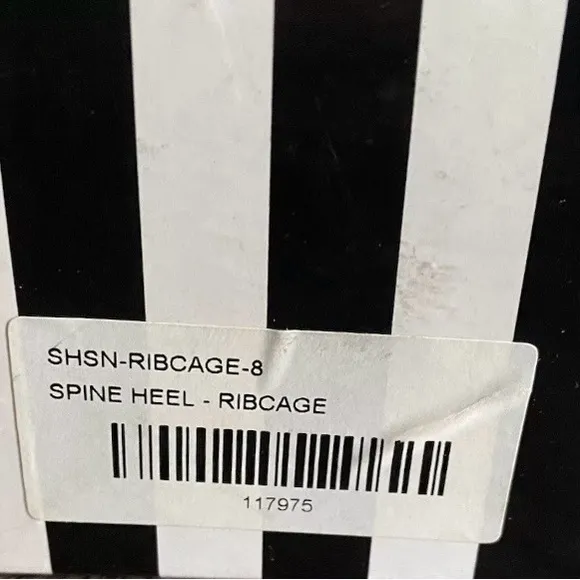 SHSN-RIBCAGE-8
SPINE HEEL - RIBCAGE
117975